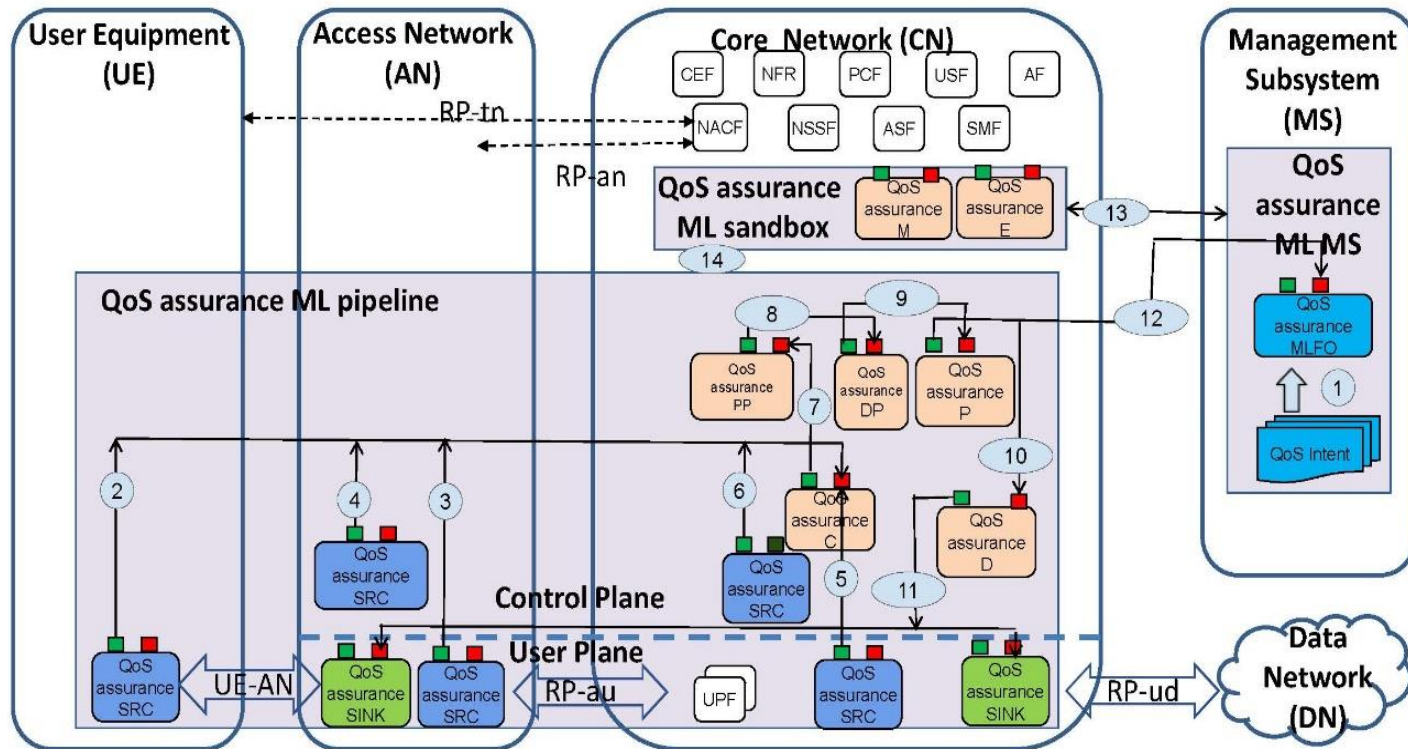 User Equipment
(UE)
Access Network
(AN)
Core Network (CN)
Management
Subsystem
(MS)
CEF
NFR
PCF
USF
AF
RP-tn
NACF
NSSF
ASF
SMF
RP-an
QoS assurance
ML sandbox
QoS
assurance
M
QoS
assurance
E
13
QoS
assurance
ML MS
14
QoS assurance ML pipeline
8
9
12
QoS
assurance
MLFO
QoS
assurance
PP
QoS
assurance
DP
QoS
assurance
P
1
7
QoS Intent
2
4
3
6
10
QoS
assurance
C
QoS
assurance
SRC
QoS
assurance
SRC
QoS
assurance
D
5
11
Control Plane
User Plane
QoS
assurance
SRC
UE-AN
QoS
assurance
SINK
QoS
assurance
SRC
RP-au
UPF
QoS
assurance
SRC
QoS
assurance
SINK
RP-ud
Data
Network
(DN)